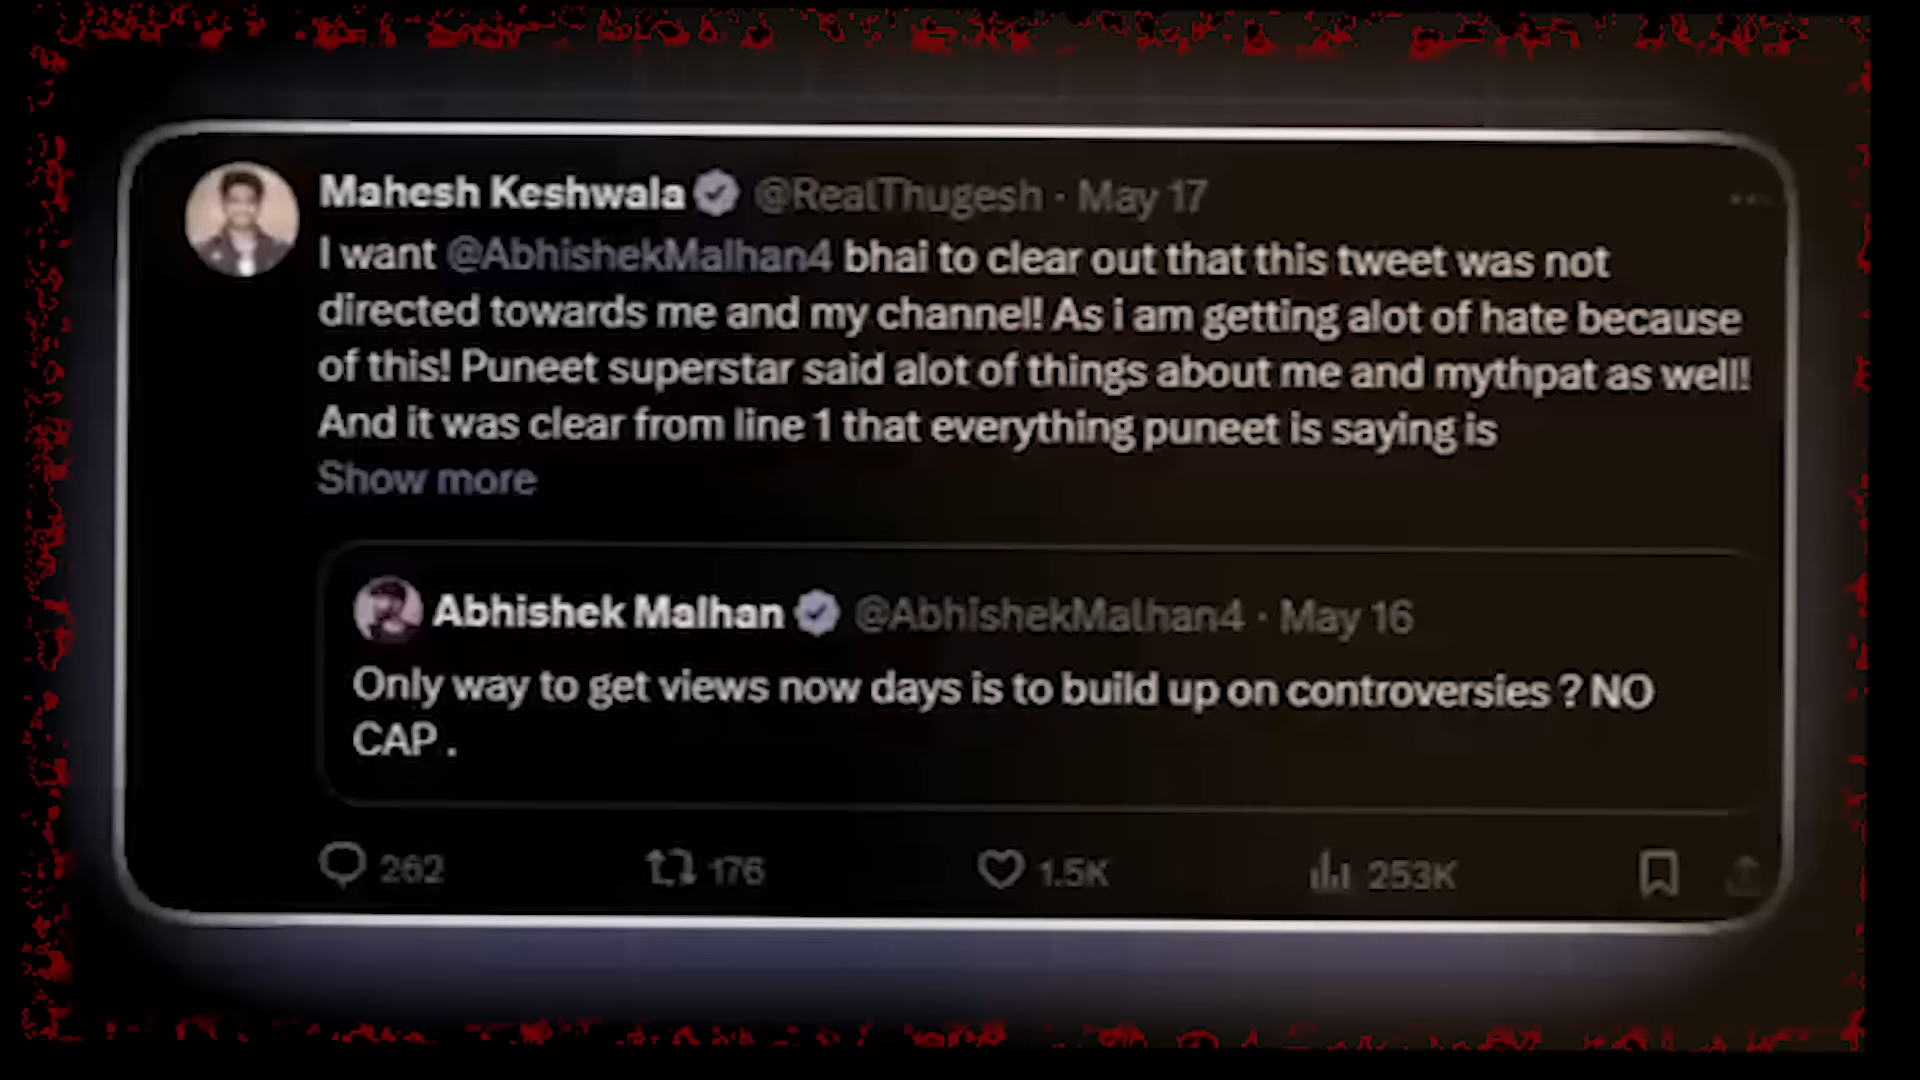 Mahesh Keshwala @RealThugesh · May 17
I want @AbhishekMalhan4 bhai to clear out that this tweet was not
directed towards me and my channel! As i am getting alot of hate because
of this! Puneet superstar said alot of things about me and mythpat as well!
And it was clear from line 1 that everything puneet is saying is
Show more
Abhishek Malhan @AbhishekMalhan4 · May 16
Only way to get views now days is to build up on controversies ? NO
CAP .
262 176 1.5K 253K